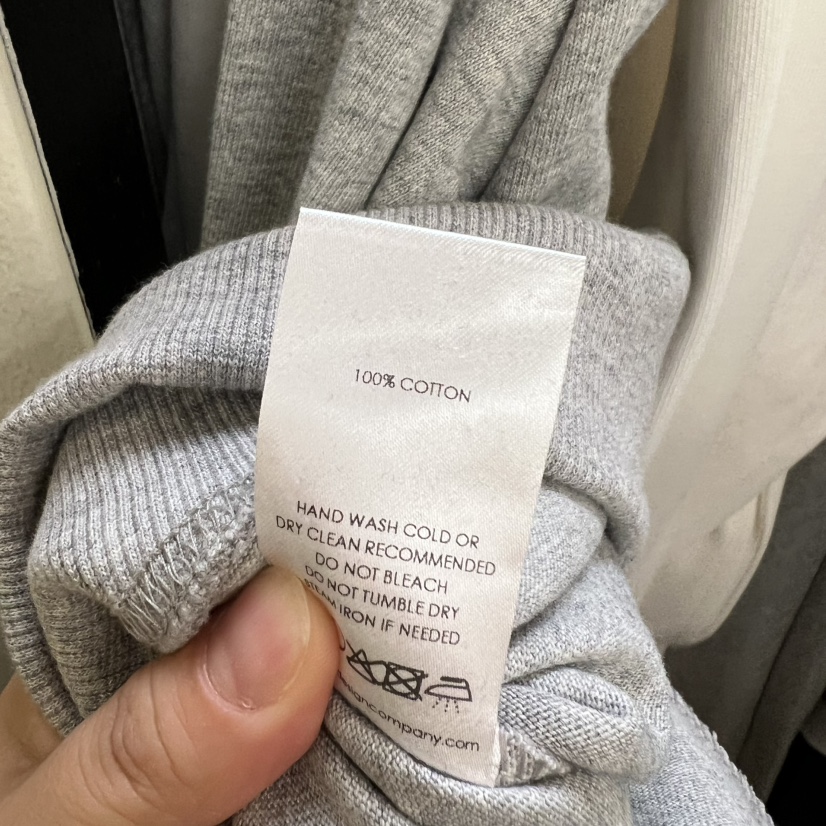 100% COTTON
HAND WASH COLD OR
DRY CLEAN RECOMMENDED
DO NOT BLEACH
DO NOT TUMBLE DRY
STEAM IRON IF NEEDED